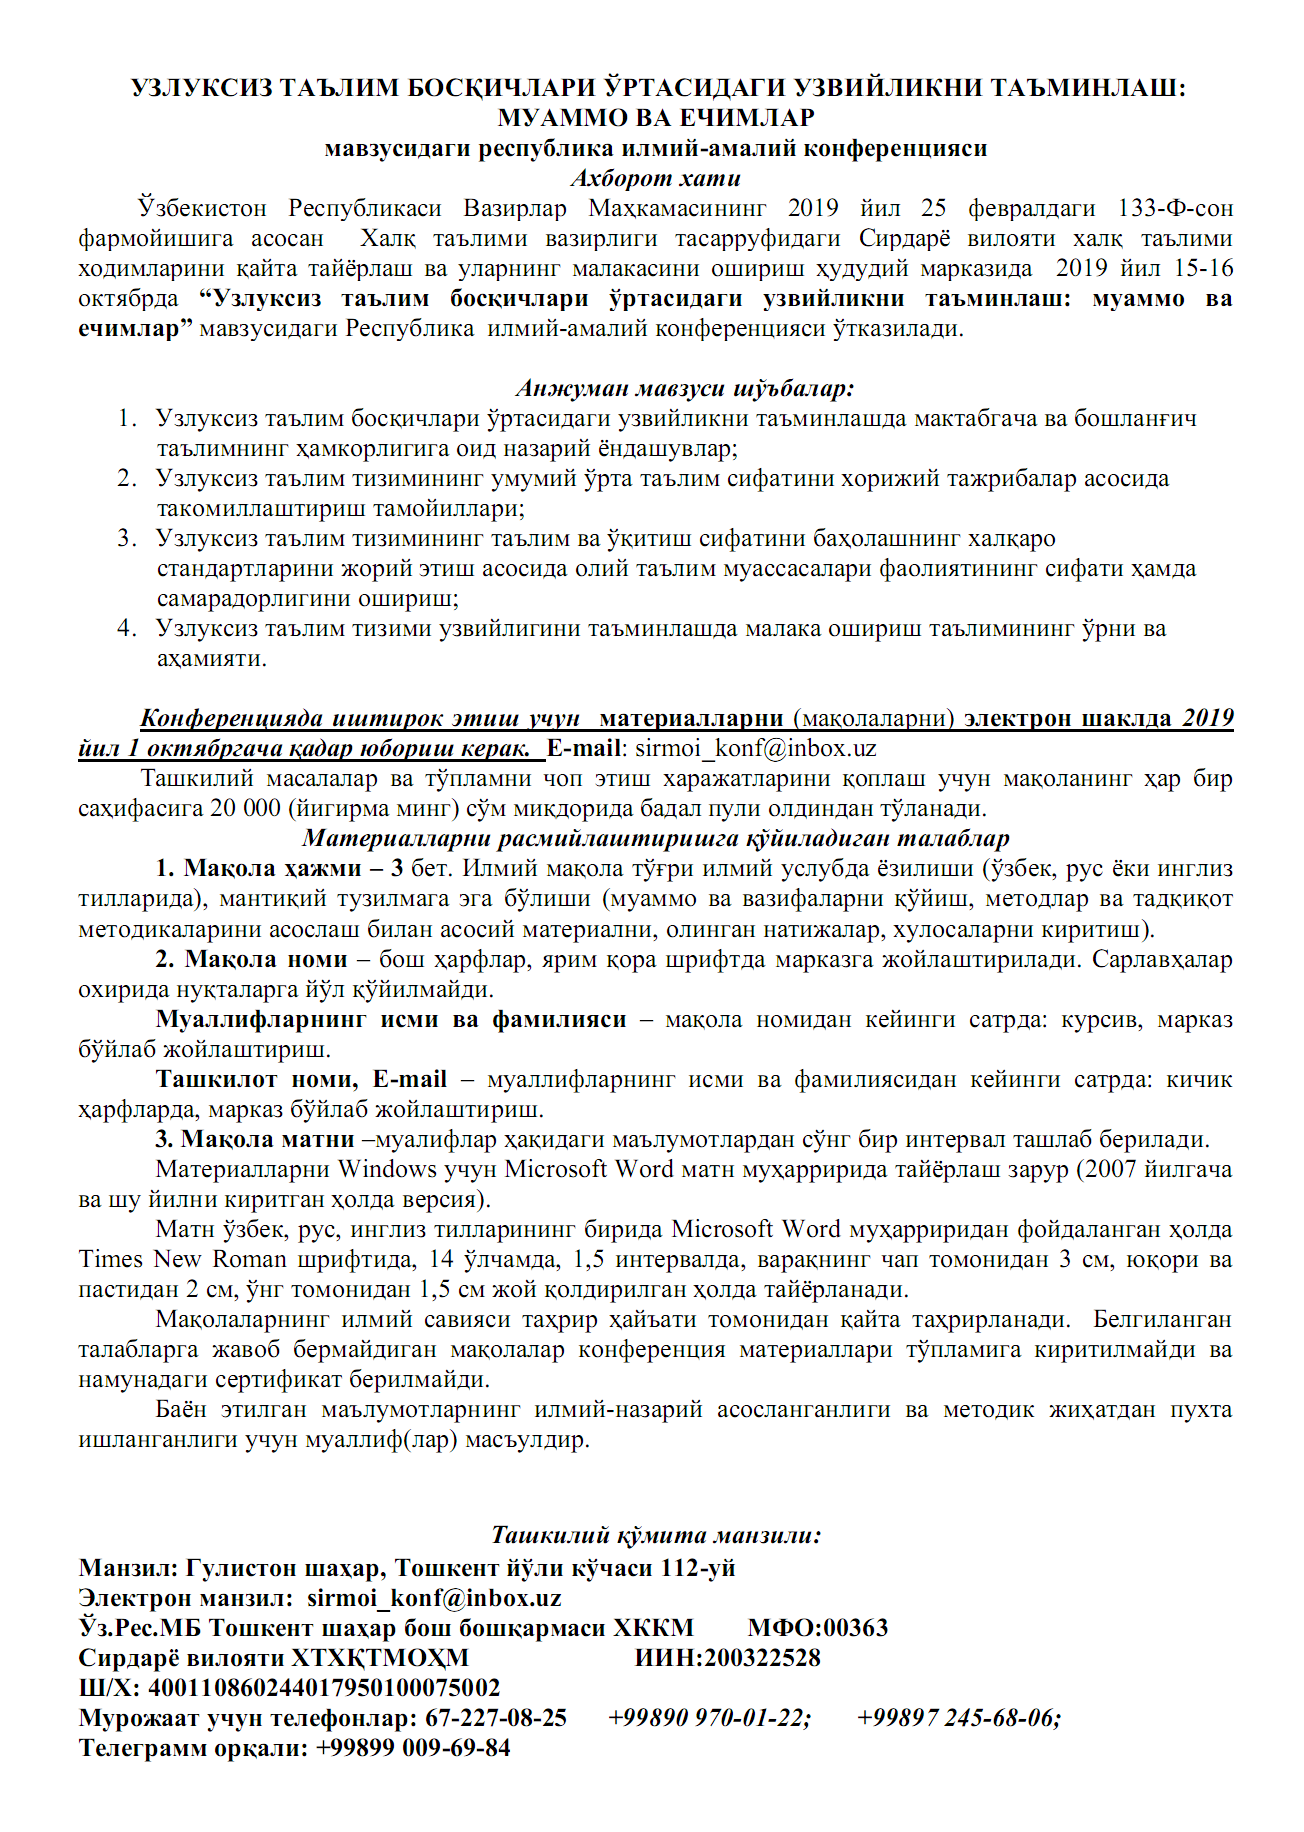 УЗЛУКСИЗ ТАЪЛИМ БОСҚИЧЛАРИ ЎРТАСИДАГИ УЗВИЙЛИКНИ ТАЪМИНЛАШ:
МУАММО ВА ЕЧИМЛАР
мавзусидаги республика илмий-амалий конференцияси
Ахборот хати
Ўзбекистон Республикаси Вазирлар Маҳкамасининг 2019 йил 25 февралдаги 133-Ф-сон
фармойишига асосан Халқ таълими вазирлиги тасарруфидаги Сирдарё вилояти халқ таълими
ходимларини қайта тайёрлаш ва уларнинг малакасини ошириш ҳудудий марказида 2019 йил 15-16
октябрда “Узлуксиз таълим босқичлари ўртасидаги узвийликни таъминлаш: муаммо ва
ечимлар” мавзусидаги Республика илмий-амалий конференцияси ўтказилади.
Анжуман мавзуси шўъбалар:
1. Узлуксиз таълим босқичлари ўртасидаги узвийликни таъминлашда мактабгача ва бошланғич
таълимнинг ҳамкорлигига оид назарий ёндашувлар;
2. Узлуксиз таълим тизимининг умумий ўрта таълим сифатини хорижий тажрибалар асосида
такомиллаштириш тамойиллари;
3. Узлуксиз таълим тизимининг таълим ва ўқитиш сифатини баҳолашнинг халқаро
стандартларини жорий этиш асосида олий таълим муассасалари фаолиятининг сифати ҳамда
самарадорлигини ошириш;
4. Узлуксиз таълим тизими узвийлигини таъминлашда малака ошириш таълимининг ўрни ва
аҳамияти.
Конференцияда иштирок этиш учун материалларни (мақолаларни) электрон шаклда 2019
йил 1 октябргача қадар юбориш керак. E-mail: sirmoi_konf@inbox.uz
Ташкилий масалалар ва тўпламни чоп этиш харажатларини қоплаш учун мақоланинг ҳар бир
саҳифасига 20 000 (йигирма минг) сўм миқдорида бадал пули олдиндан тўланади.
Материалларни расмийлаштиришга қўйиладиган талаблар
1. Мақола ҳажми – 3 бет. Илмий мақола тўғри илмий услубда ёзилиши (ўзбек, рус ёки инглиз
тилларида), мантиқий тузилмага эга бўлиши (муаммо ва вазифаларни қўйиш, методлар ва тадқиқот
методикаларини асослаш билан асосий материални, олинган натижалар, хулосаларни киритиш).
2. Мақола номи – бош ҳарфлар, ярим қора шрифтда марказга жойлаштирилади. Сарлавҳалар
охирида нуқталарга йўл қўйилмайди.
Муаллифларнинг исми ва фамилияси – мақола номидан кейинги сатрда: курсив, марказ
бўйлаб жойлаштириш.
Ташкилот номи, E-mail – муаллифларнинг исми ва фамилиясидан кейинги сатрда: кичик
ҳарфларда, марказ бўйлаб жойлаштириш.
3. Мақола матни –муалифлар ҳақидаги маълумотлардан сўнг бир интервал ташлаб берилади.
Материалларни Windows учун Microsoft Word матн муҳарририда тайёрлаш зарур (2007 йилгача
ва шу йилни киритган ҳолда версия).
Матн ўзбек, рус, инглиз тилларининг бирида Microsoft Word муҳарриридан фойдаланган ҳолда
Times New Roman шрифтида, 14 ўлчамда, 1,5 интервалда, варақнинг чап томонидан 3 см, юқори ва
пастидан 2 см, ўнг томонидан 1,5 см жой қолдирилган ҳолда тайёрланади.
Мақолаларнинг илмий савияси таҳрир ҳайъати томонидан қайта таҳрирланади. Белгиланган
талабларга жавоб бермайдиган мақолалар конференция материаллари тўпламига киритилмайди ва
намунадаги сертификат берилмайди.
Баён этилган маълумотларнинг илмий-назарий асосланганлиги ва методик жиҳатдан пухта
ишланганлиги учун муаллиф(лар) масъулдир.
Ташкилий қўмита манзили:
Манзил: Гулистон шаҳар, Тошкент йўли кўчаси 112-уй
Электрон манзил: sirmoi_konf@inbox.uz
Ўз.Рес.МБ Тошкент шаҳар бош бошқармаси ХККМ МФО:00363
Сирдарё вилояти ХТХҚТМОҲМ ИИН:200322528
Ш/Х: 400110860244017950100075002
Мурожаат учун телефонлар: 67-227-08-25 +99890 970-01-22; +99897 245-68-06;
Телеграмм орқали: +99899 009-69-84